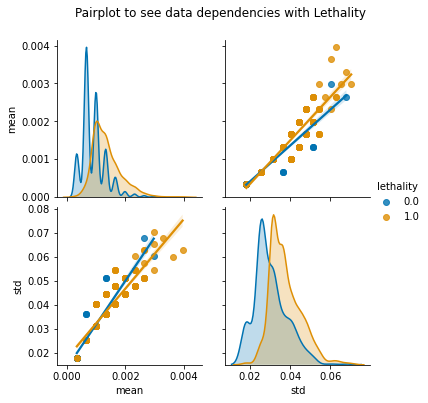 Pairplot to see data dependencies with Lethality
0.004
0.003
0.002
0.001
0.000
mean
lethality
0.0
1.0
0.08
0.07
0.06
0.05
0.04
0.03
0.02
std
0.000 0.002 0.004
mean
0.02 0.04 0.06
std